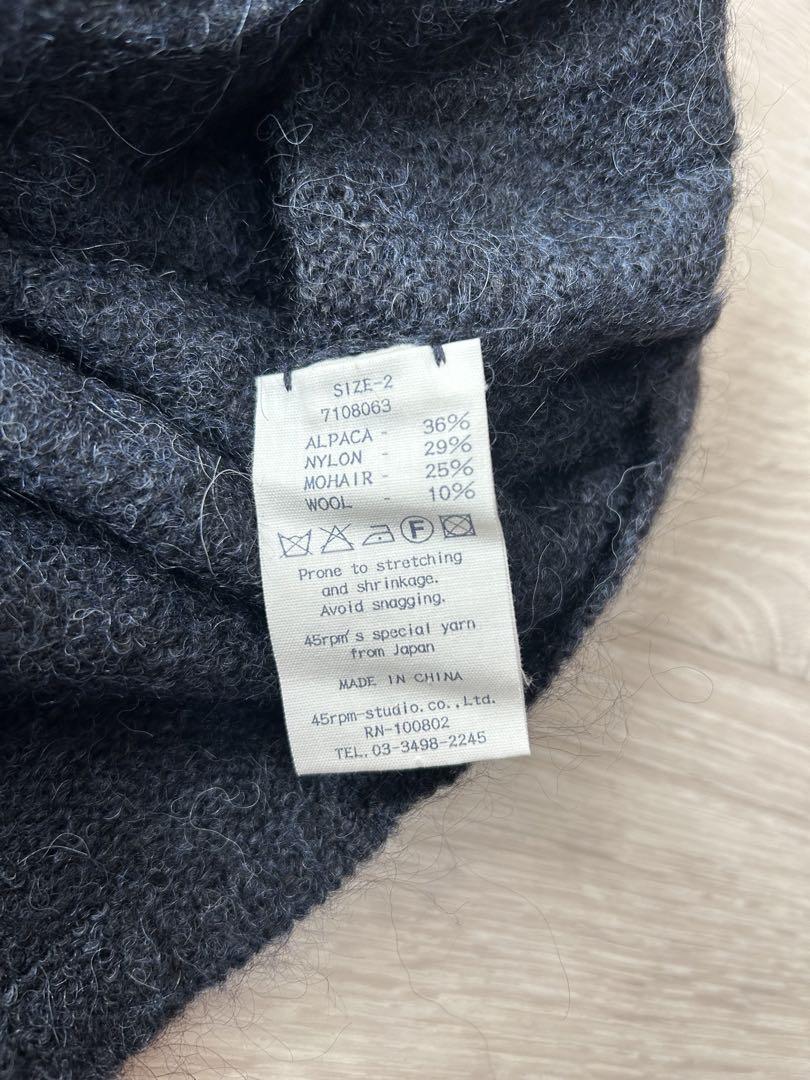 SIZE-2
7108063
ALPACA - 36%
NYLON - 29%
MOHAIR - 25%
WOOL - 10%
F
Prone to stretching
and shrinkage.
Avoid snagging.
45rpm's special yarn
from Japan
MADE IN CHINA
45rpm-studio.co.,Ltd.
RN-100802
TEL.03-3498-2245